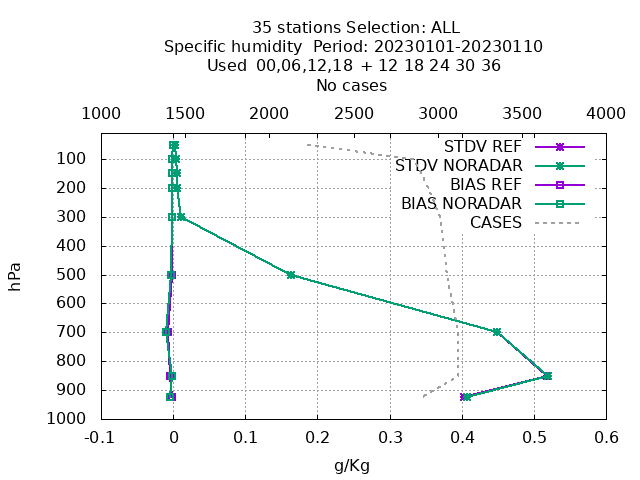 35 stations Selection: ALL
Specific humidity  Period: 20230101-20230110
Used  00,06,12,18  + 12 18 24 30 36
No cases
1000 1500 2000 2500 3000 3500 4000
STDV REF
STDV NORADAR
BIAS REF
BIAS NORADAR
CASES
100
200
300
400
500
600
700
800
900
1000
hPa
-0.1 0 0.1 0.2 0.3 0.4 0.5 0.6
g/Kg